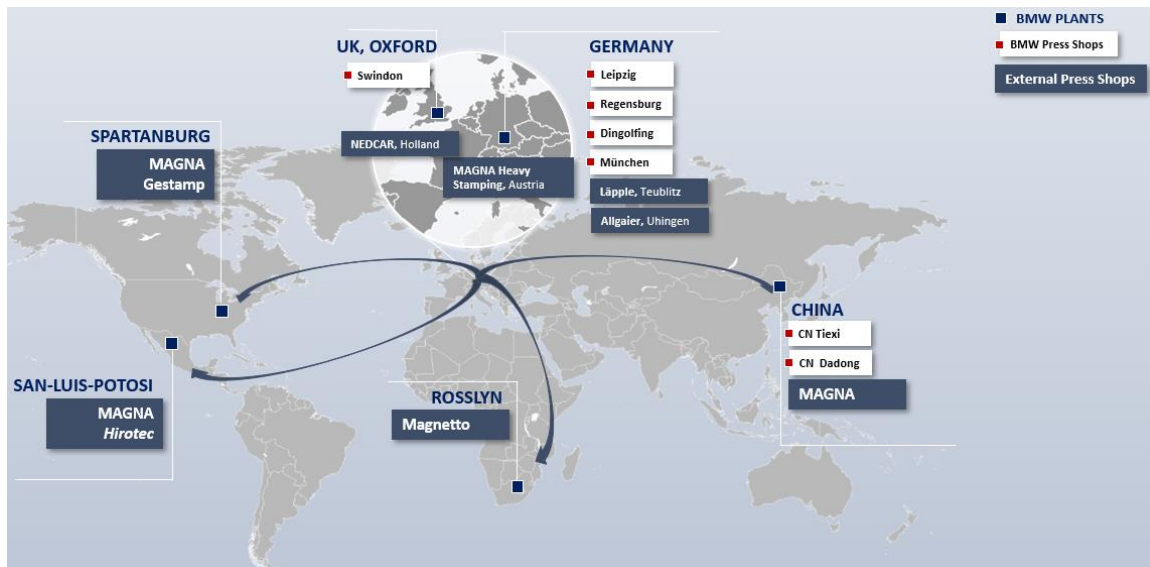 BMW PLANTS
BMW Press Shops
External Press Shops
UK, OXFORD
Swindon
NEDCAR, Holland
MAGNA Heavy
Stamping, Austria
GERMANY
Leipzig
Regensburg
Dingolfing
München
Läpple, Teublitz
Allgaier, Uhingen
SPARTANBURG
MAGNA
Gestamp
SAN-LUIS-POTOSI
MAGNA
Hirotec
ROSSLYN
Magnetto
CHINA
CN Tiexi
CN Dadong
MAGNA